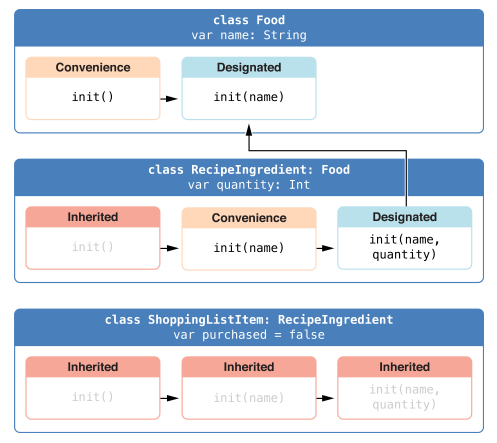 class Food
var name: String
Convenience
Designated
init()
init(name)
class RecipeIngredient: Food
var quantity: Int
Inherited
Convenience
Designated
init()
init(name)
init(name,
quantity)
class ShoppingListItem: RecipeIngredient
var purchased = false
Inherited
Inherited
Inherited
init()
init(name)
init(name,
quantity)